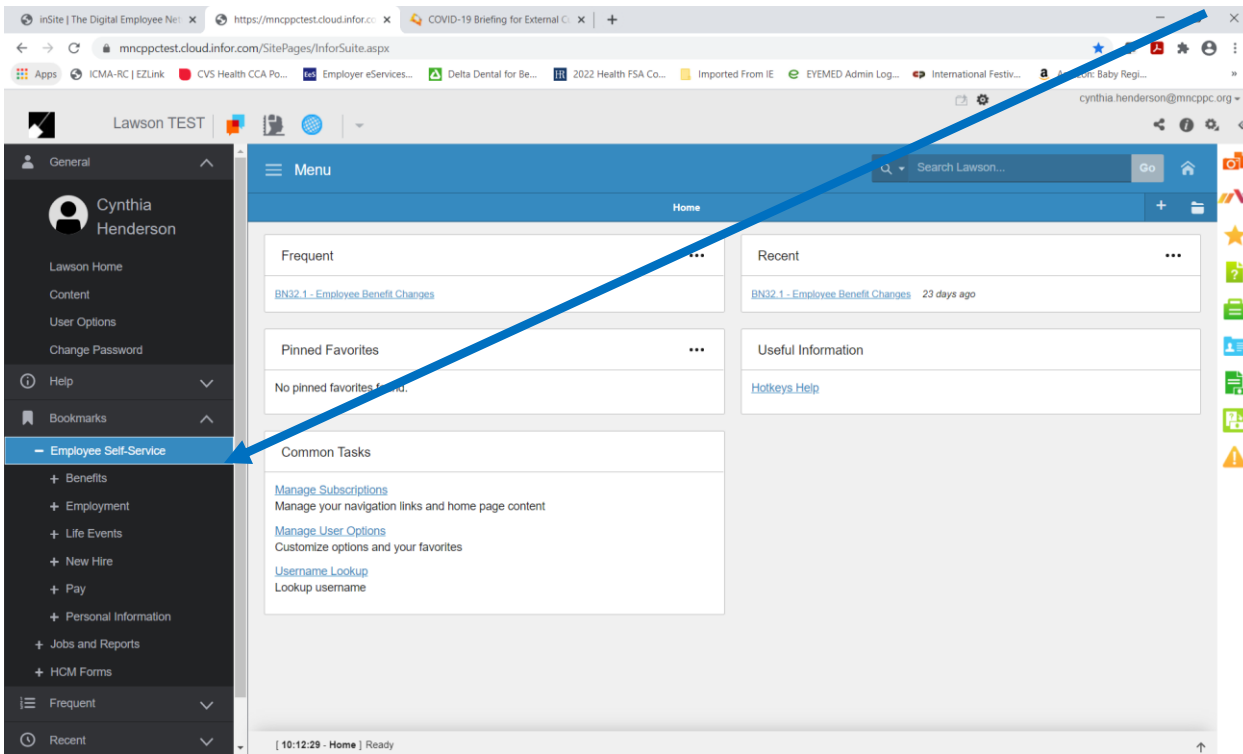 inSite | The Digital Employee Net
https://mncppctest.cloud.infor.co
COVID-19 Briefing for External C
mncppctest.cloud.infor.com/SitePages/InforSuite.aspx
Apps
ICMA-RC | EZLink
CVS Health CCA Po...
EeS
Employer eServices...
Delta Dental for Be...
2022 Health FSA Co...
Imported From IE
EYEMED Admin Log...
International Festiv...
Baby Regi...
cynthia.henderson@mncppc.org
Lawson TEST
General
Cynthia
Henderson
Lawson Home
Content
User Options
Change Password
Help
Bookmarks
− Employee Self-Service
+ Benefits
+ Employment
+ Life Events
+ New Hire
+ Pay
+ Personal Information
+ Jobs and Reports
+ HCM Forms
Frequent
Recent
Menu
Search Lawson...
Go
Home
Frequent
BN32.1 - Employee Benefit Changes
Recent
BN32.1 - Employee Benefit Changes 23 days ago
Pinned Favorites
No pinned favorites
Useful Information
Hotkeys Help
Common Tasks
Manage Subscriptions
Manage your navigation links and home page content
Manage User Options
Customize options and your favorites
Username Lookup
Lookup username
[ 10:12:29 - Home ] Ready